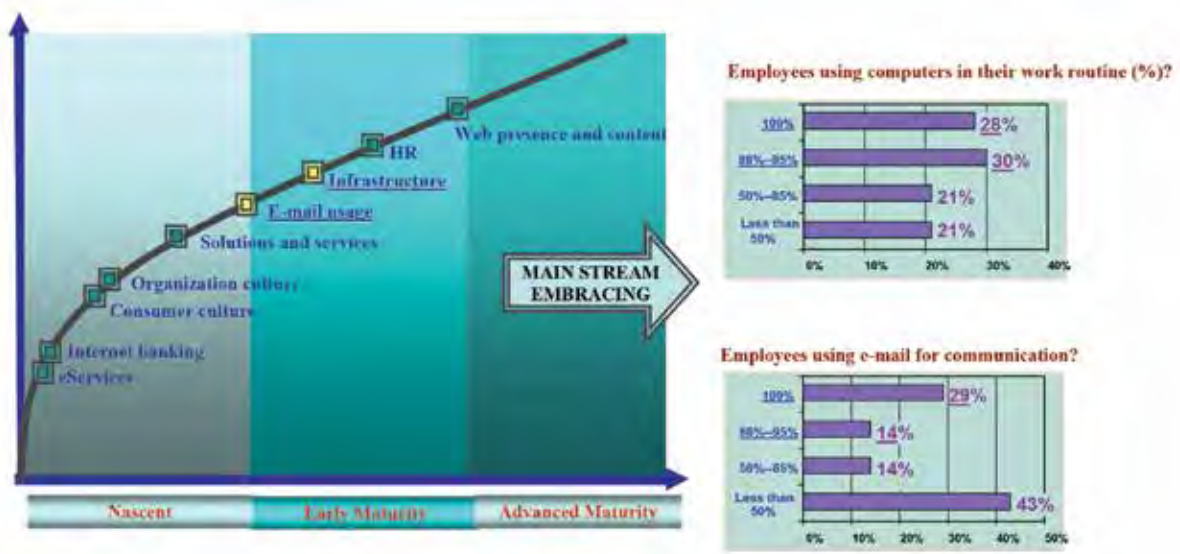 Web presence and content
HR
Infrastructure
E-mail usage
Solutions and services
Organization culture
Consumer culture
Internet banking
eServices
Nascent
Early Maturity
Advanced Maturity
MAIN STREAM
EMBRACING
Employees using computers in their work routine (%)?
100%
28%
30%
50%–85%
21%
Less than
50%
21%
0% 10% 20% 30% 40%
Employees using e-mail for communication?
100%
29%
14%
14%
Less than
50%
43%
0% 10% 20% 30% 40% 50%